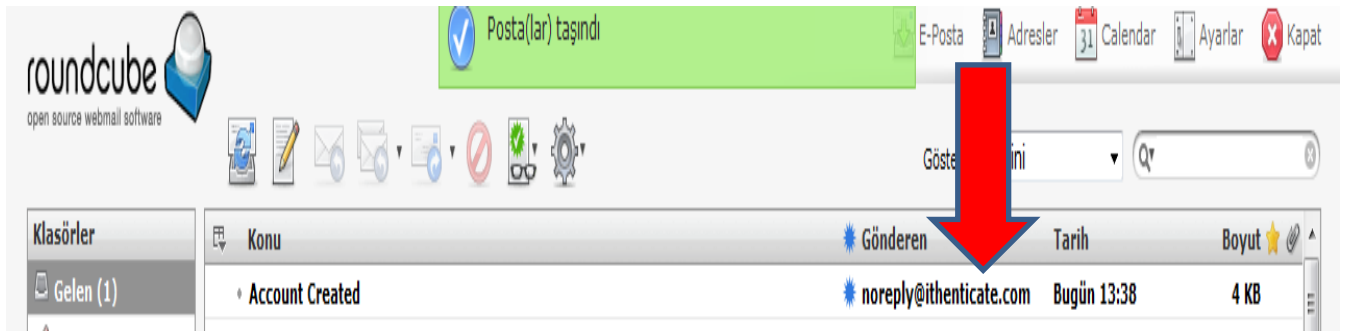 Posta(lar) taşındı
E-Posta Adresler 31 Calendar Ayarlar Kapat
roundcube
open source webmail software
Klasörler Konu Gönderen Tarih Boyut
Gelen (1) Account Created noreply@ithenticate.com Bugün 13:38 4 KB